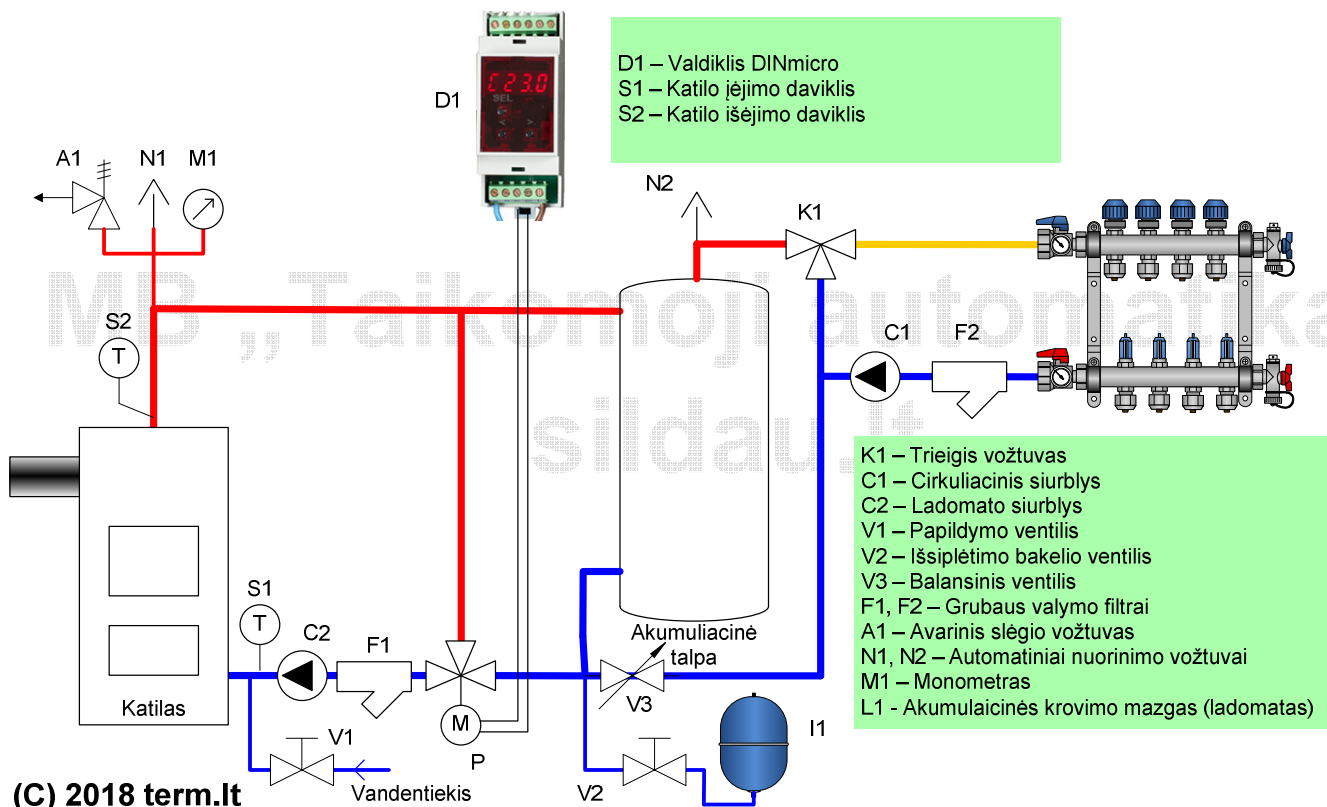 D1
C23.0
SEL
D1 – Valdiklis DINmicro
S1 – Katilo įėjimo daviklis
S2 – Katilo išėjimo daviklis
A1
N1
M1
N2
K1
MB „Taikomoji automatika
sildau.lt
S2
T
C1
F2
K1 – Trieigis vožtuvas
C1 – Cirkuliacinis siurblys
C2 – Ladomato siurblys
V1 – Papildymo ventilis
V2 – Išsiplėtimo bakelio ventilis
V3 – Balansinis ventilis
F1, F2 – Grubaus valymo filtrai
A1 – Avarinis slėgio vožtuvas
N1, N2 – Automatiniai nuorinimo vožtuvai
M1 – Monometras
L1 - Akumulaicinės krovimo mazgas (ladomatas)
S1
T
C2
F1
Akumuliacinė
talpa
V3
Katilas
M
P
V1
Vandentiekis
V2
I1
(C) 2018 term.lt